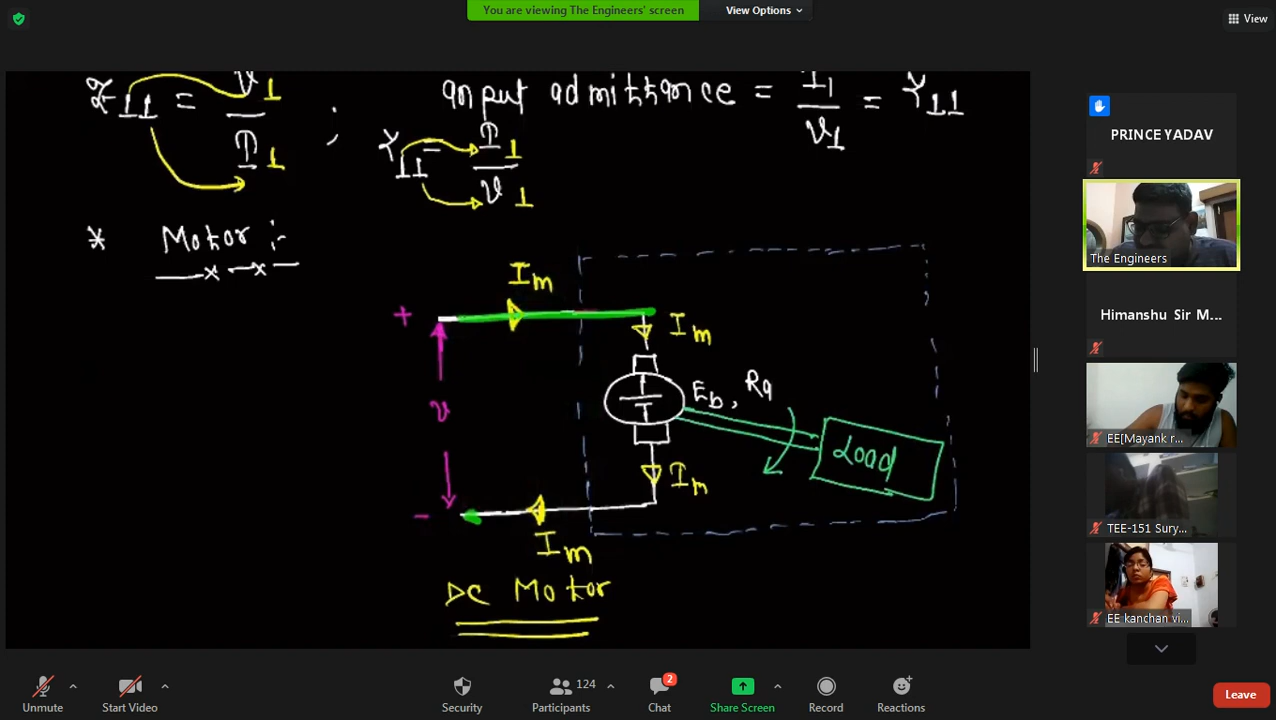 You are viewing The Engineers' screen
View Options
View
Z11 = V1 / I1 ;
input admittance = I1 / V1 = Y11
Y11 = I1 / V1
* Motor :-
Im
+
Im
V
Eb, Ra
Load
Im
-
Im
DC Motor
PRINCE YADAV
The Engineers
Himanshu Sir M...
EE[Mayank r...
TEE-151 Sury...
EE kanchan vi...
Unmute
Start Video
Security
124
Participants
2
Chat
Share Screen
Record
Reactions
Leave